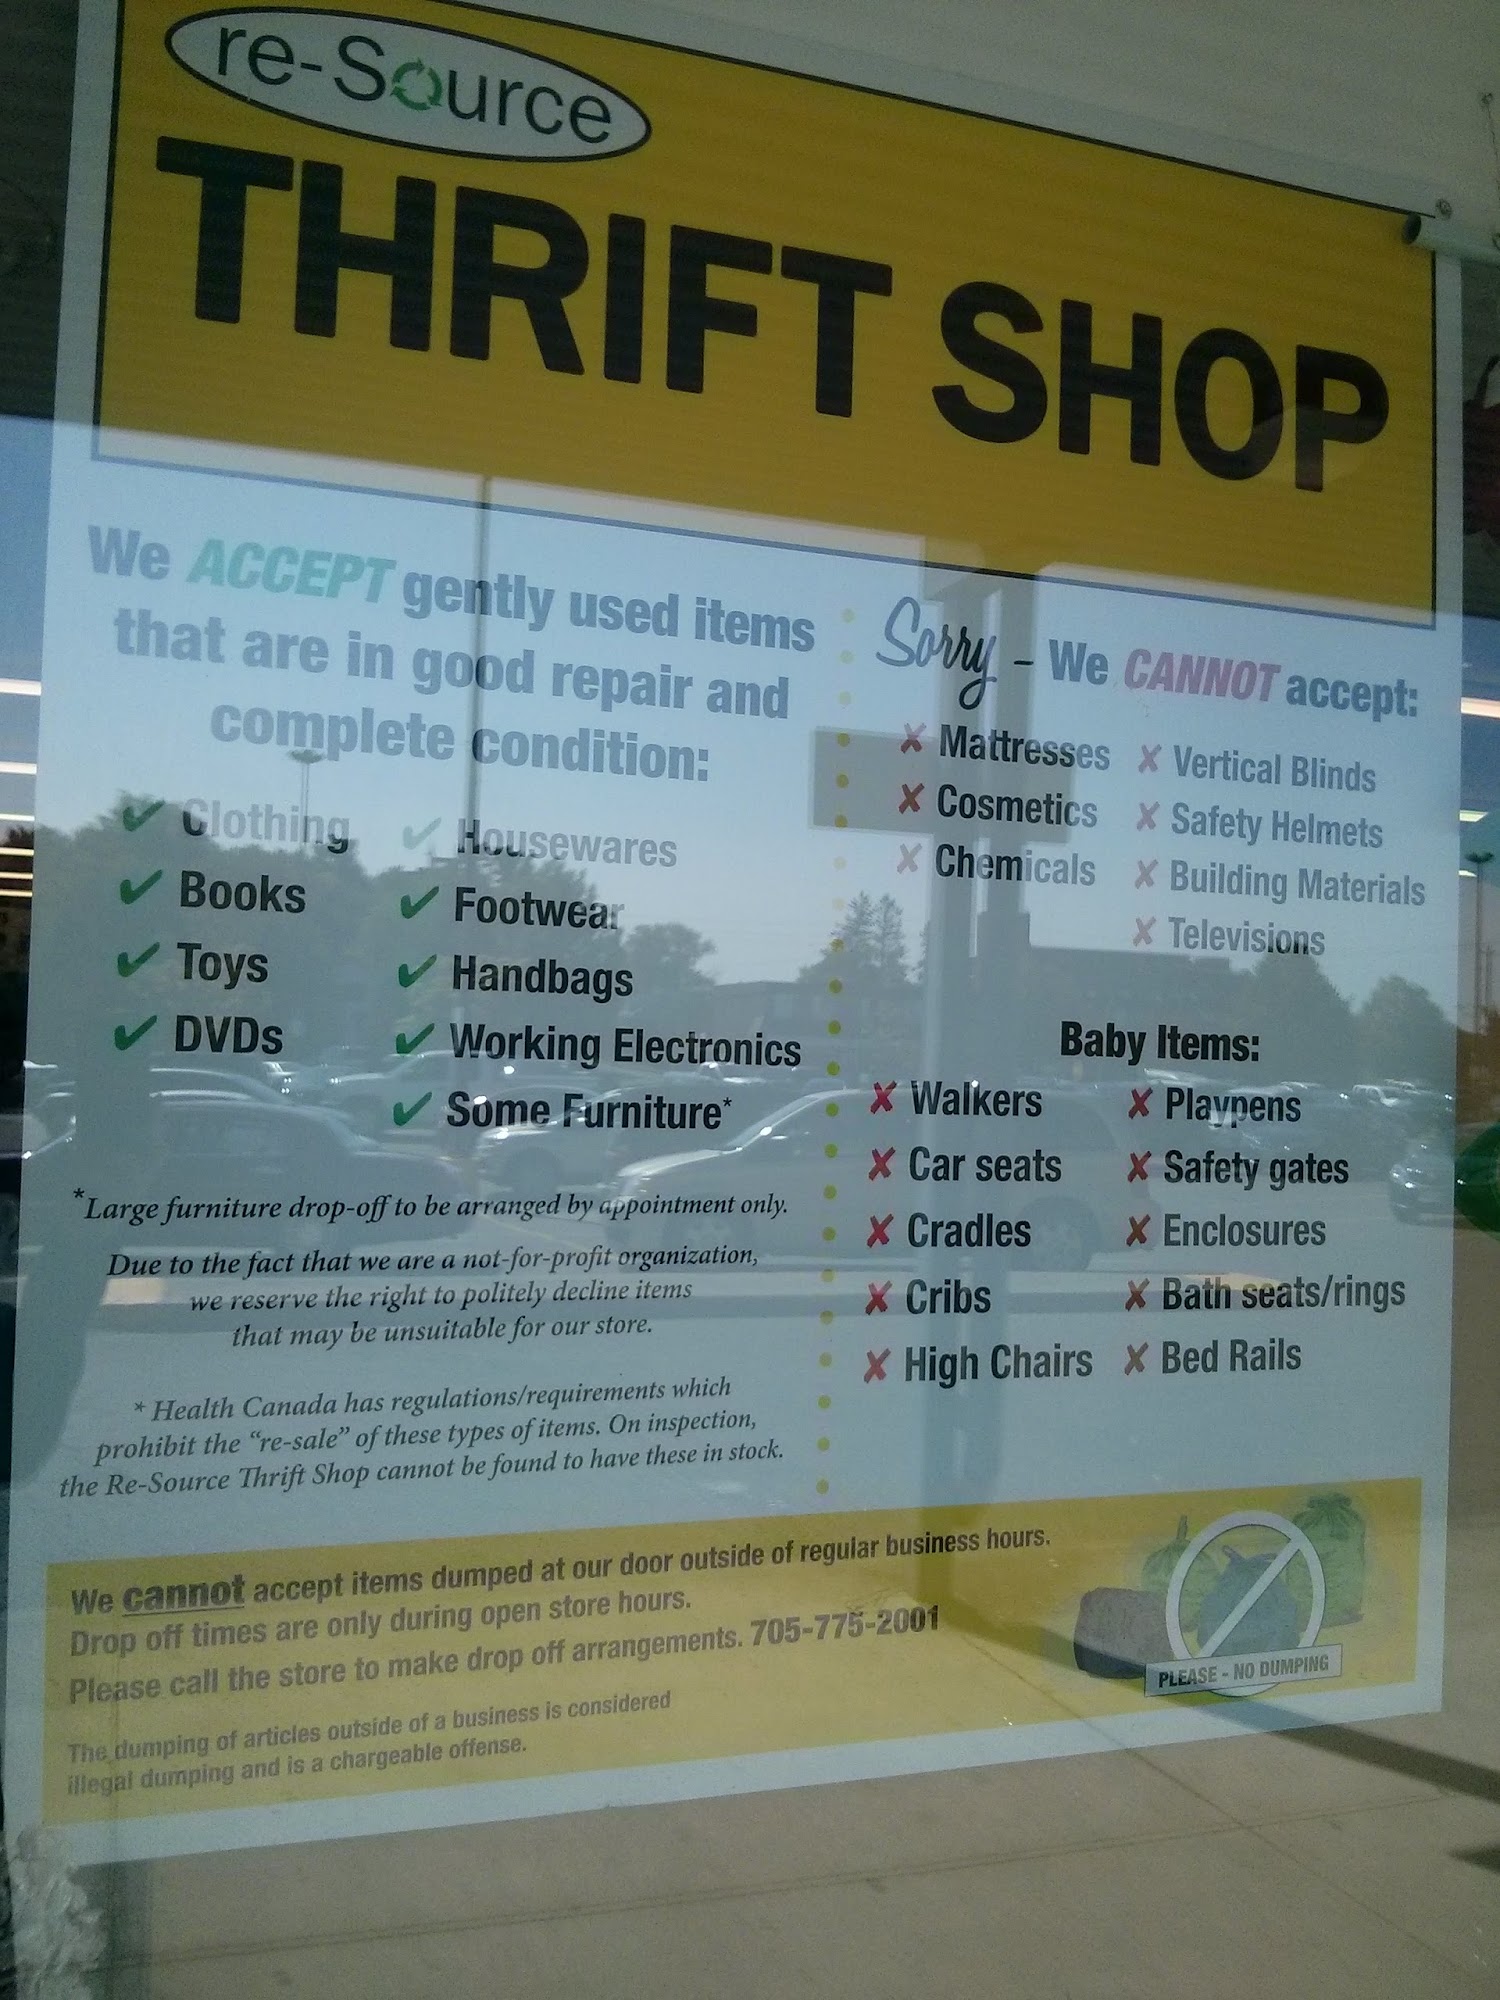 re-Source
THRIFT SHOP
We ACCEPT gently used items
that are in good repair and
complete condition:
✔ Clothing
✔ Books
✔ Toys
✔ DVDs
✔ Housewares
✔ Footwear
✔ Handbags
✔ Working Electronics
✔ Some Furniture*
*Large furniture drop-off to be arranged by appointment only.
Due to the fact that we are a not-for-profit organization,
we reserve the right to politely decline items
that may be unsuitable for our store.
* Health Canada has regulations/requirements which
prohibit the “re-sale” of these types of items. On inspection,
the Re-Source Thrift Shop cannot be found to have these in stock.
Sorry - We CANNOT accept:
✘ Mattresses
✘ Cosmetics
✘ Chemicals
✘ Vertical Blinds
✘ Safety Helmets
✘ Building Materials
✘ Televisions
Baby Items:
✘ Walkers
✘ Car seats
✘ Cradles
✘ Cribs
✘ High Chairs
✘ Playpens
✘ Safety gates
✘ Enclosures
✘ Bath seats/rings
✘ Bed Rails
We cannot accept items dumped at our door outside of regular business hours.
Drop off times are only during open store hours.
Please call the store to make drop off arrangements. 705-775-2001
The dumping of articles outside of a business is considered
illegal dumping and is a chargeable offense.
PLEASE - NO DUMPING